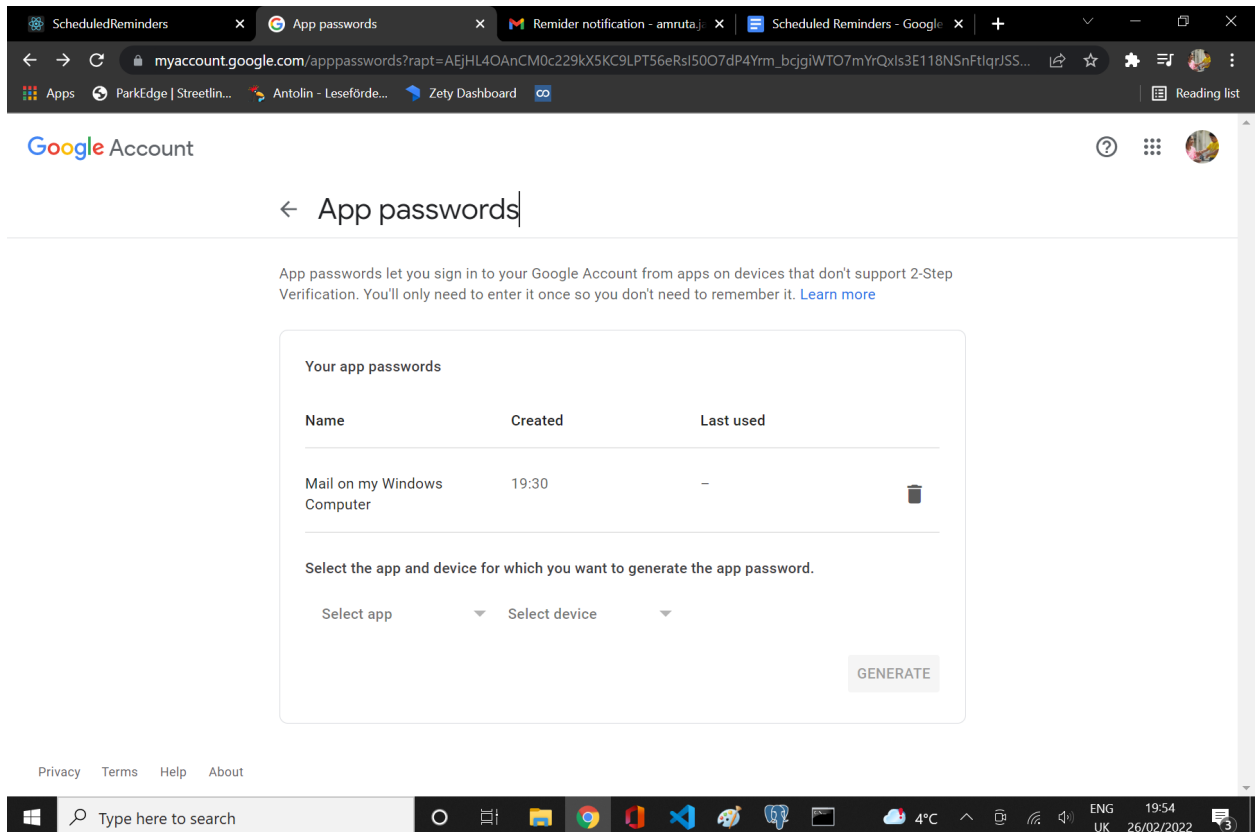 ScheduledReminders
App passwords
Remider notification - amruta.ja
Scheduled Reminders - Google
myaccount.google.com/apppasswords?rapt=AEjHL4OAnCM0c229kX5KC9LPT56eRsI50O7dP4Yrm_bcjgiWTO7mYrQxls3E118NSnFtIqrJSS...
Apps
ParkEdge | Streetlin...
Antolin - Leseförde...
Zety Dashboard
Reading list
Google Account
App passwords
App passwords let you sign in to your Google Account from apps on devices that don't support 2-Step
Verification. You'll only need to enter it once so you don't need to remember it. Learn more
Your app passwords
Name Created Last used
Mail on my Windows 19:30 –
Computer
Select the app and device for which you want to generate the app password.
Select app Select device
GENERATE
Privacy Terms Help About
Type here to search
4°C
ENG
UK
19:54
26/02/2022
3